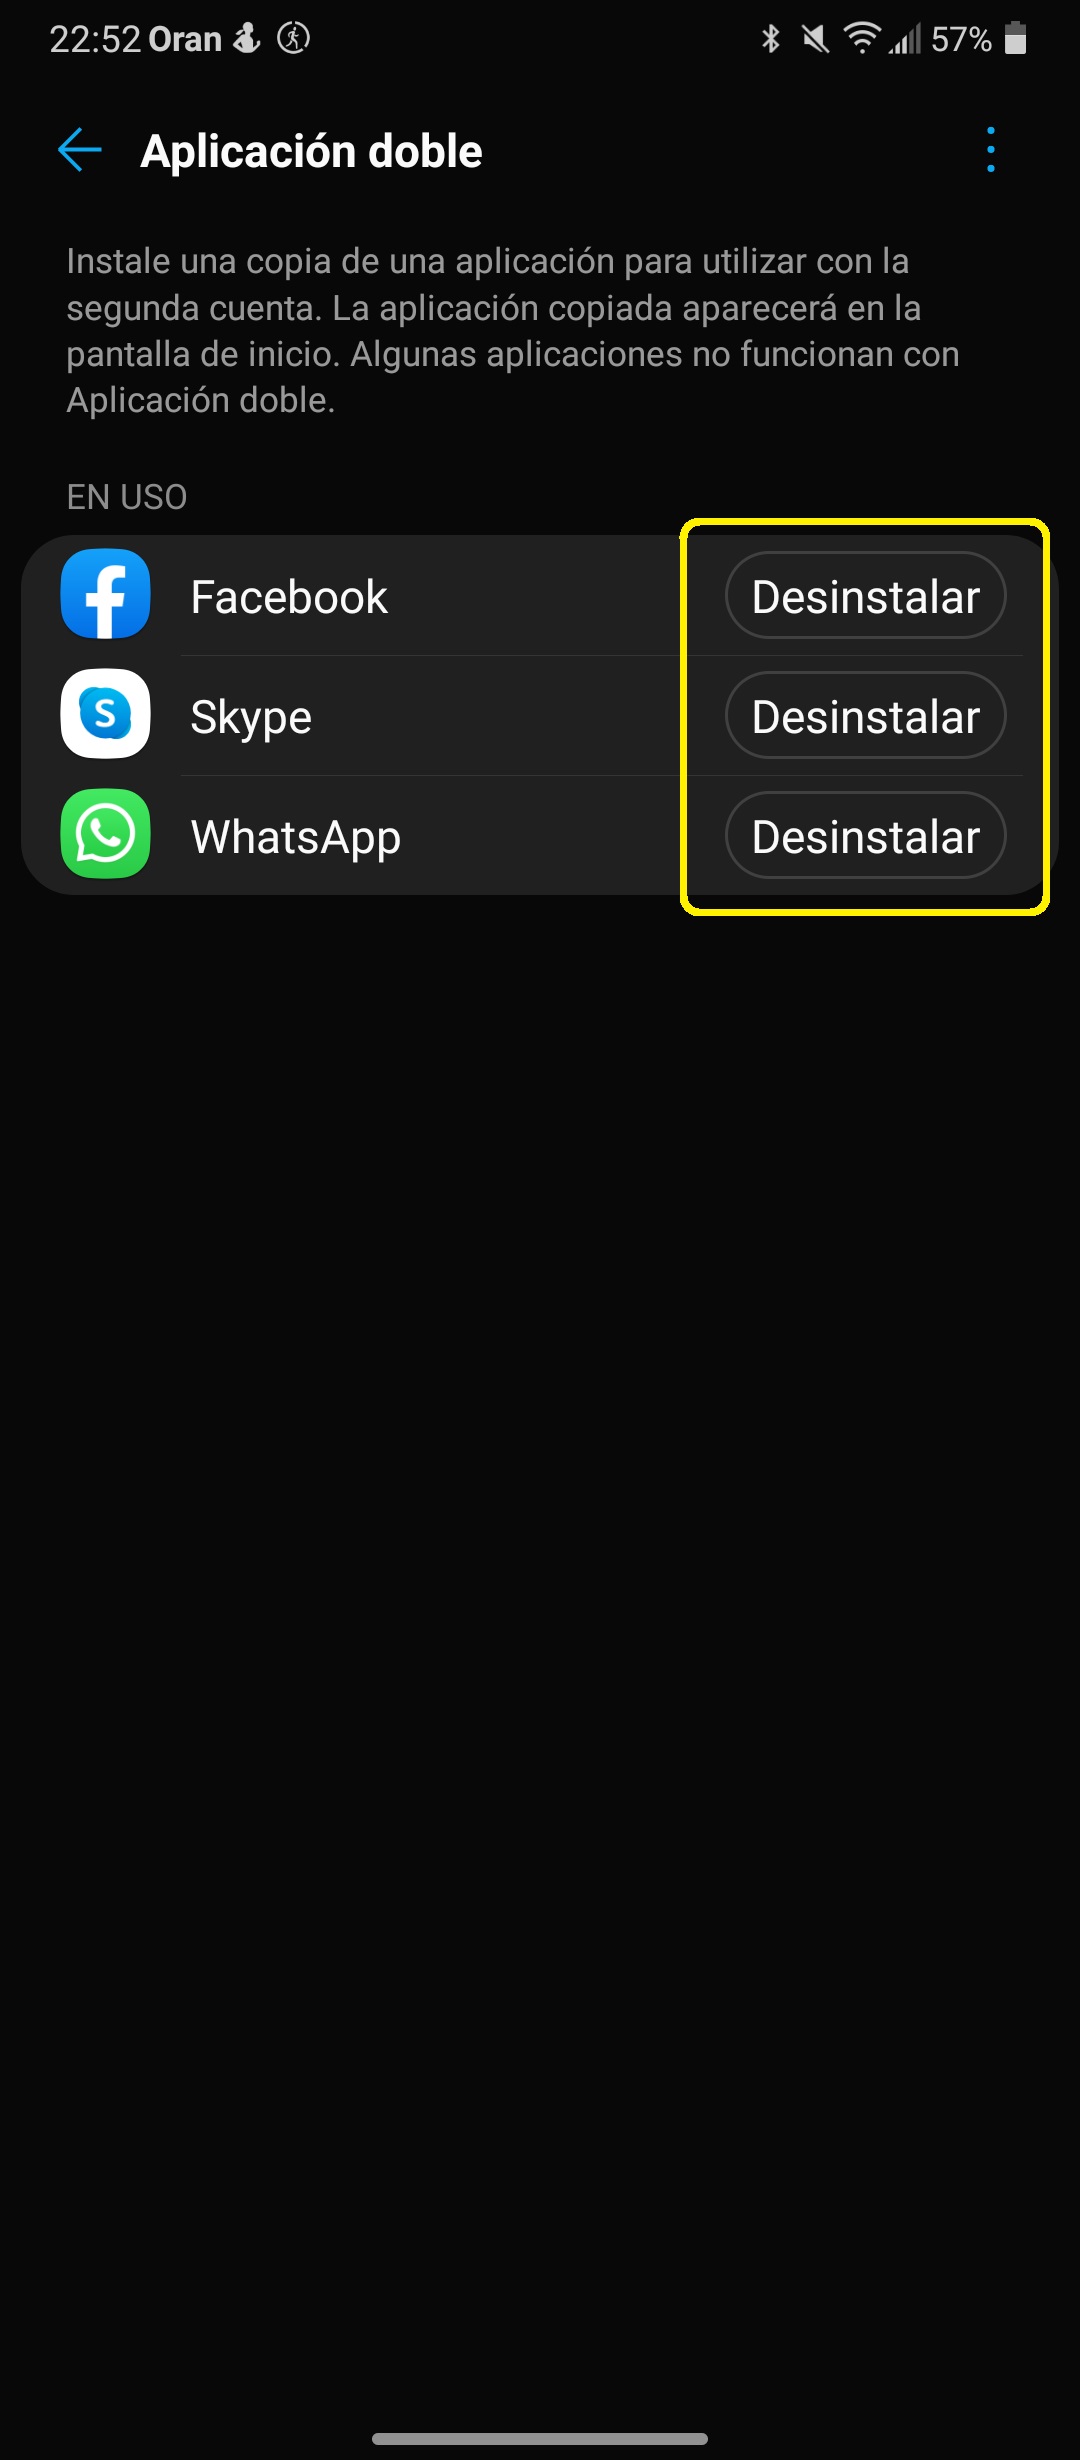 22:52 Oran 57%
Aplicación doble
Instale una copia de una aplicación para utilizar con la
segunda cuenta. La aplicación copiada aparecerá en la
pantalla de inicio. Algunas aplicaciones no funcionan con
Aplicación doble.
EN USO
Facebook Desinstalar
Skype Desinstalar
WhatsApp Desinstalar